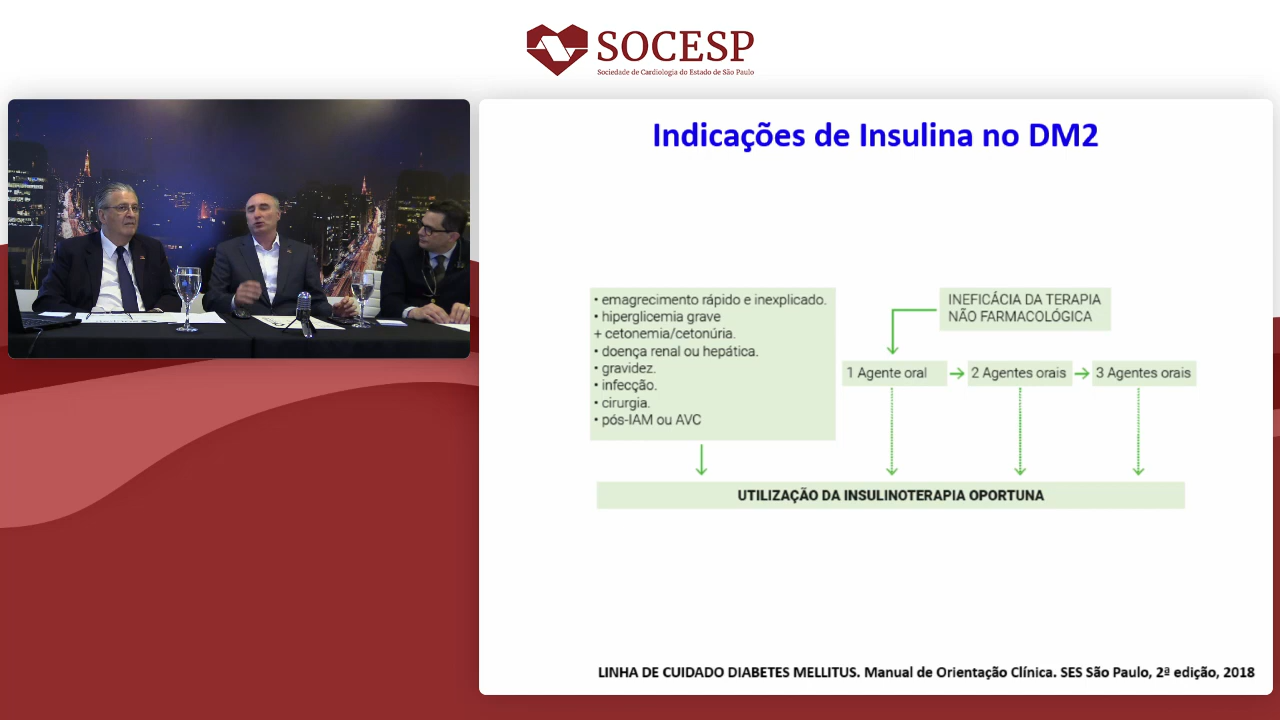 SOCESP
Sociedade de Cardiologia do Estado de São Paulo
Indicações de Insulina no DM2
• emagrecimento rápido e inexplicado.
• hiperglicemia grave
+ cetonemia/cetonúria.
• doença renal ou hepática.
• gravidez.
• infecção.
• cirurgia.
• pós-IAM ou AVC
INEFICÁCIA DA TERAPIA
NÃO FARMACOLÓGICA
1 Agente oral
2 Agentes orais
3 Agentes orais
UTILIZAÇÃO DA INSULINOTERAPIA OPORTUNA
LINHA DE CUIDADO DIABETES MELLITUS. Manual de Orientação Clínica. SES São Paulo, 2ª edição, 2018